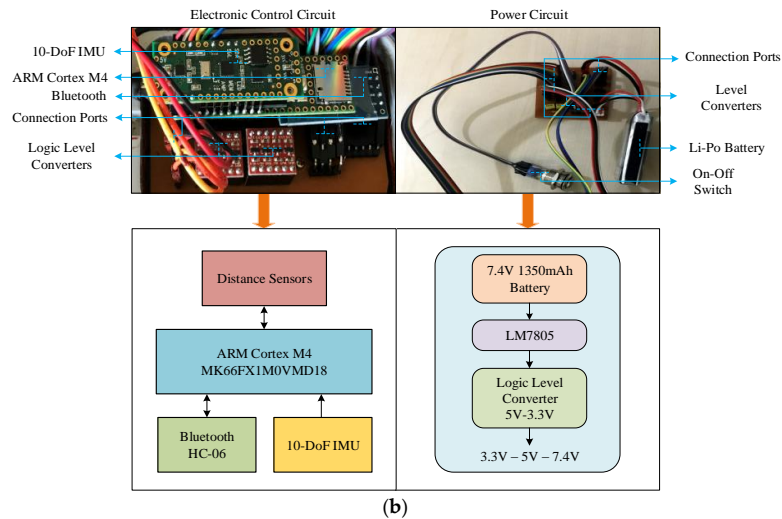 Electronic Control Circuit
Power Circuit
10-DoF IMU
ARM Cortex M4
Bluetooth
Connection Ports
Logic Level
Converters
Connection Ports
Level
Converters
Li-Po Battery
On-Off
Switch
Distance Sensors
ARM Cortex M4
MK66FX1M0VMD18
Bluetooth
HC-06
10-DoF IMU
7.4V 1350mAh
Battery
LM7805
Logic Level
Converter
5V-3.3V
3.3V – 5V – 7.4V
(b)